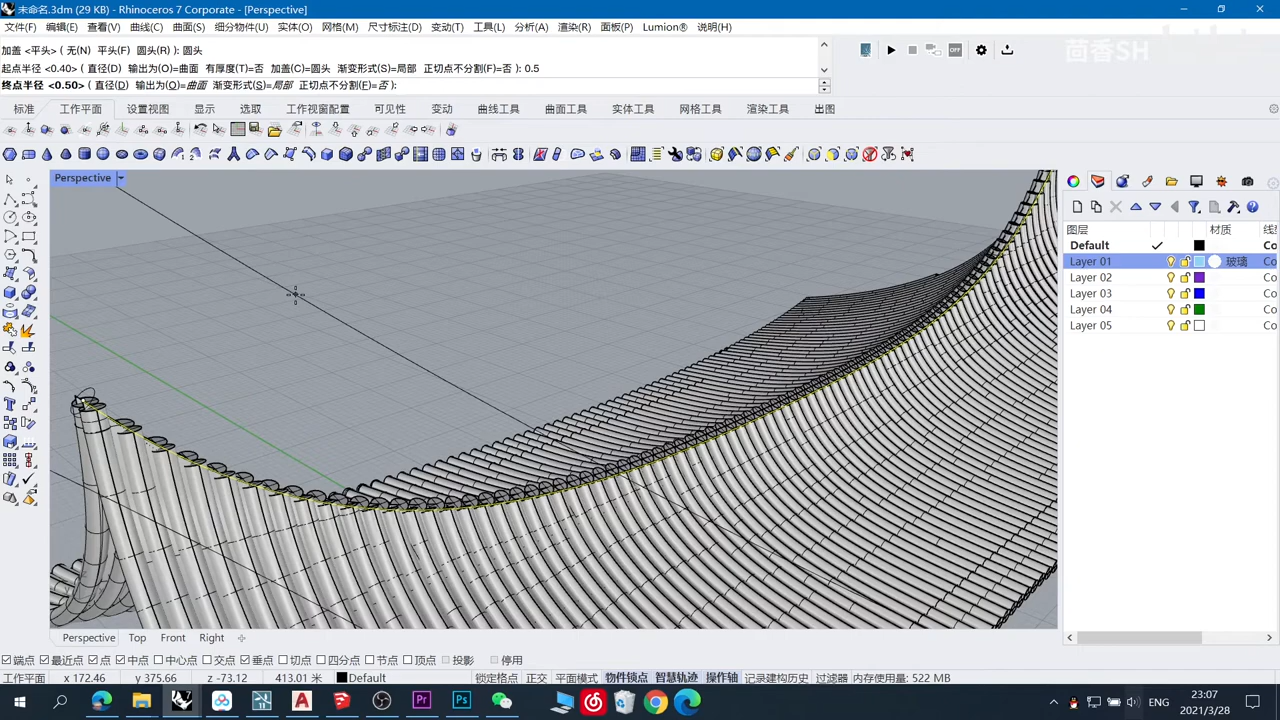 未命名.3dm (29 KB) - Rhinoceros 7 Corporate - [Perspective]
文件(F) 编辑(E) 查看(V) 曲线(C) 曲面(S) 细分物件(U) 实体(O) 网格(M) 尺寸标注(D) 变动(T) 工具(L) 分析(A) 渲染(R) 面板(P) Lumion® 说明(H)
加盖 <平头> ( 无(N) 平头(F) 圆头(R) ): 圆头
起点半径 <0.40> ( 直径(D) 输出为(O)=曲面 有厚度(T)=否 加盖(C)=圆头 渐变形式(S)=局部 正切点不分割(F)=否 ): 0.5
终点半径 <0.50> ( 直径(D) 输出为(O)=曲面 渐变形式(S)=局部 正切点不分割(F)=否):
OFF
茴香SH
标准 工作平面 设置视图 显示 选取 工作视窗配置 可见性 变动 曲线工具 曲面工具 实体工具 网格工具 渲染工具 出图
Perspective
图层 材质
Default Co
Layer 01 玻璃 Co
Layer 02 Co
Layer 03 Co
Layer 04 Co
Layer 05 Co
Perspective Top Front Right
端点 最近点 点 中点 中心点 交点 垂点 切点 四分点 节点 顶点 投影 停用
工作平面 x 172.46 y 375.66 z -73.12 413.01 米 Default 锁定格点 正交 平面模式 物件锁点 智慧轨迹 操作轴 记录建构历史 过滤器 内存使用量: 522 MB
ENG
23:07
2021/3/28